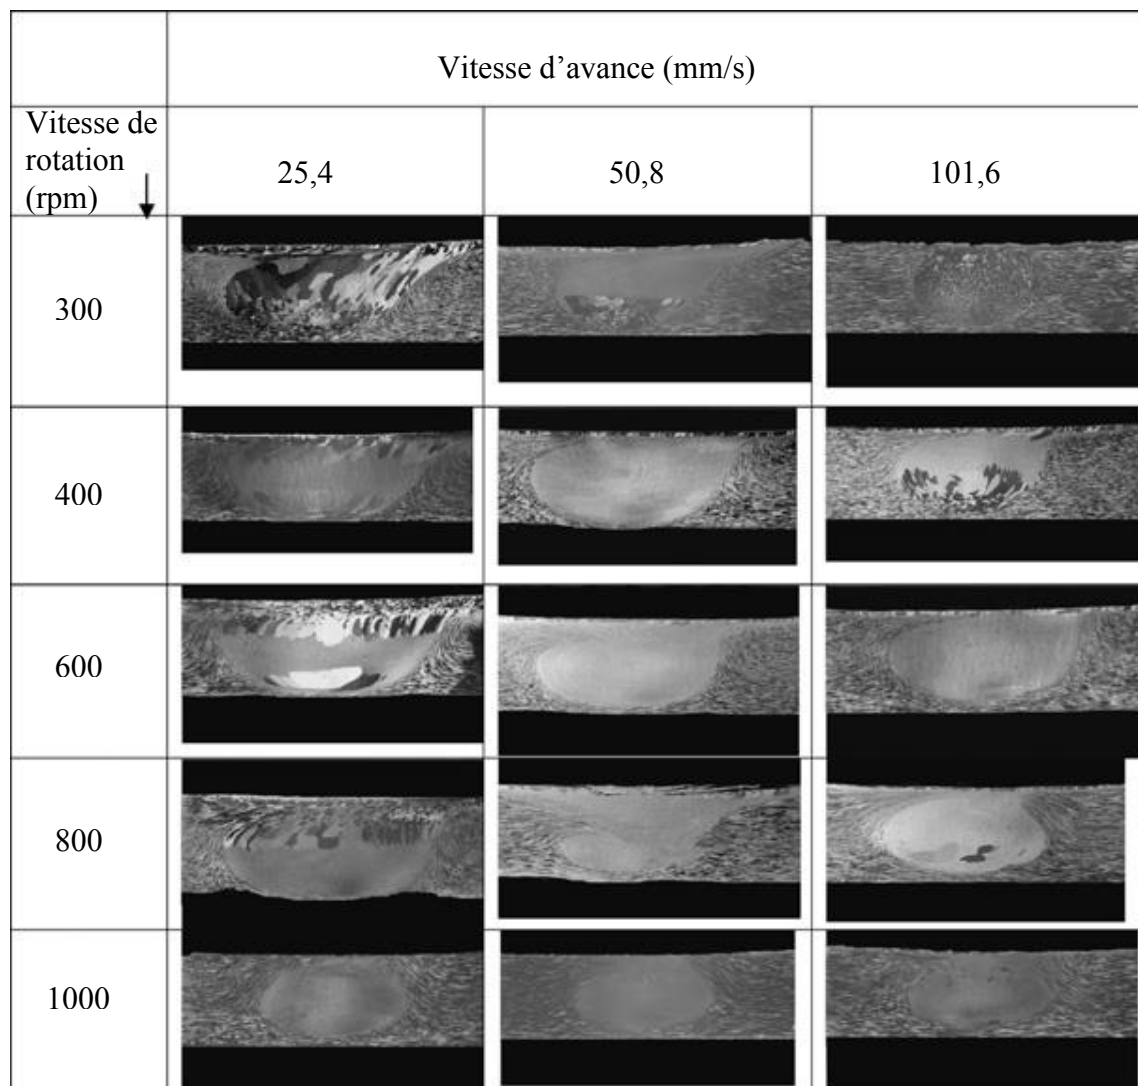 Vitesse d’avance (mm/s)
Vitesse de
rotation
(rpm)
25,4
50,8
101,6
300
400
600
800
1000